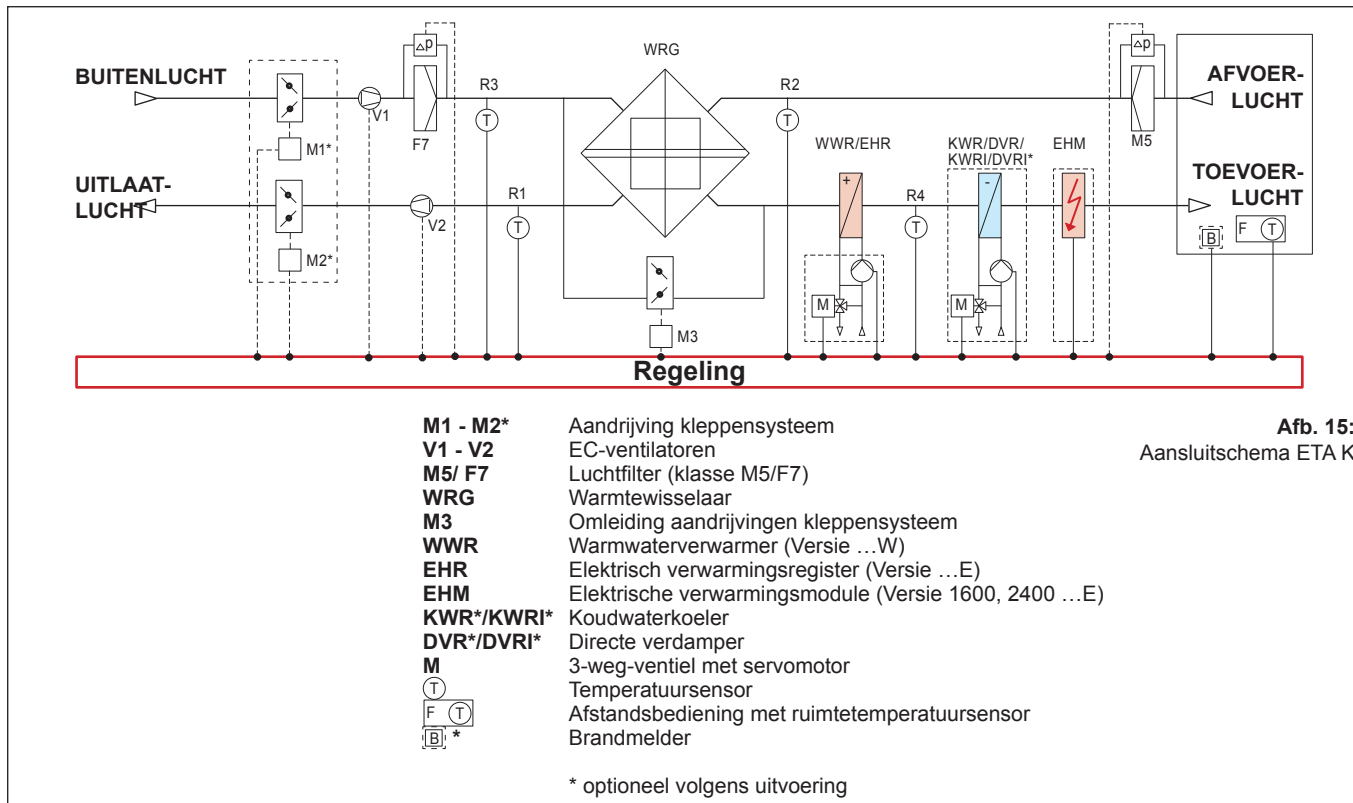 BUITENLUCHT
Δp
WRG
Δp
AFVOER-
LUCHT
R3
R2
V1
T
T
F7
M5
M1*
WWR/EHR
KWR/DVR/
KWRI/DVRI*
EHM
UITLAAT-
LUCHT
TOEVOER-
LUCHT
R1
+
R4
-
V2
T
T
B
F T
M2*
M
M
M3
Regeling
M1 - M2* Aandrijving kleppensysteem
V1 - V2 EC-ventilatoren
M5/ F7 Luchtfilter (klasse M5/F7)
WRG Warmtewisselaar
M3 Omleiding aandrijvingen kleppensysteem
WWR Warmwaterverwarmer (Versie …W)
EHR Elektrisch verwarmingsregister (Versie …E)
EHM Elektrische verwarmingsmodule (Versie 1600, 2400 …E)
KWR*/KWRI* Koudwaterkoeler
DVR*/DVRI* Directe verdamper
M 3-weg-ventiel met servomotor
T Temperatuursensor
F T Afstandsbediening met ruimtetemperatuursensor
B * Brandmelder
* optioneel volgens uitvoering
Afb. 15:
Aansluitschema ETA K